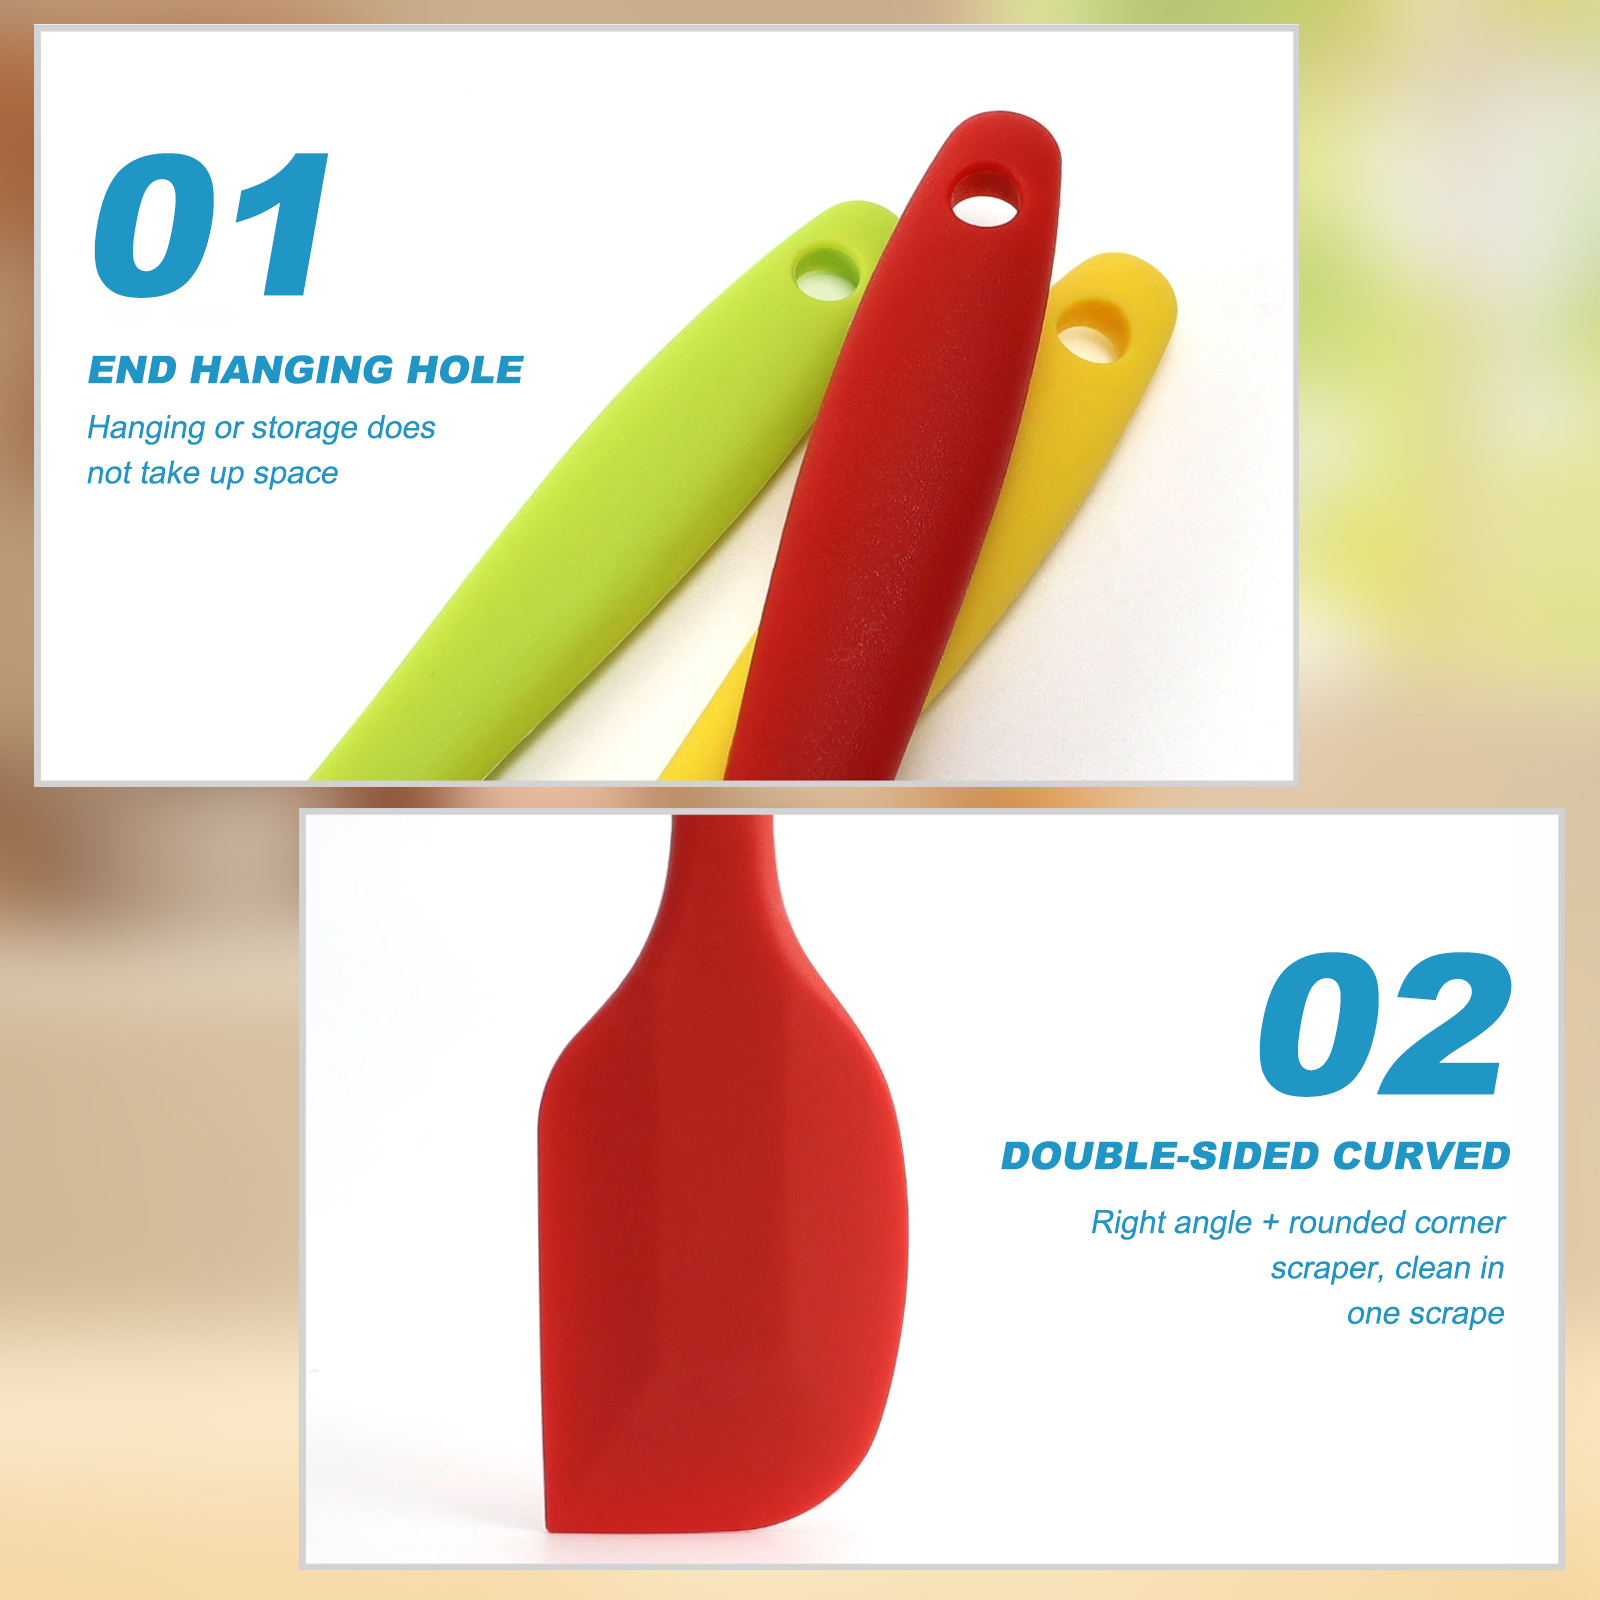 01
END HANGING HOLE
Hanging or storage does
not take up space
02
DOUBLE-SIDED CURVED
Right angle + rounded corner
scraper, clean in
one scrape